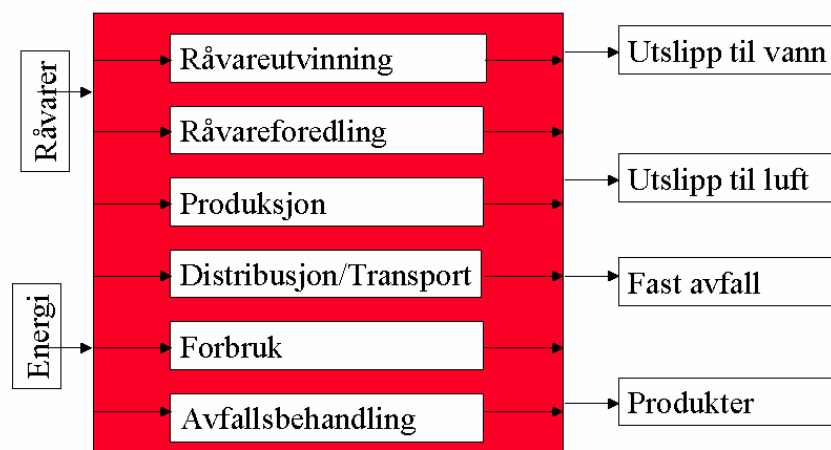 Råvarer
Energi
Råvareutvinning
Råvareforedling
Produksjon
Distribusjon/Transport
Forbruk
Avfallsbehandling
Utslipp til vann
Utslipp til luft
Fast avfall
Produkter